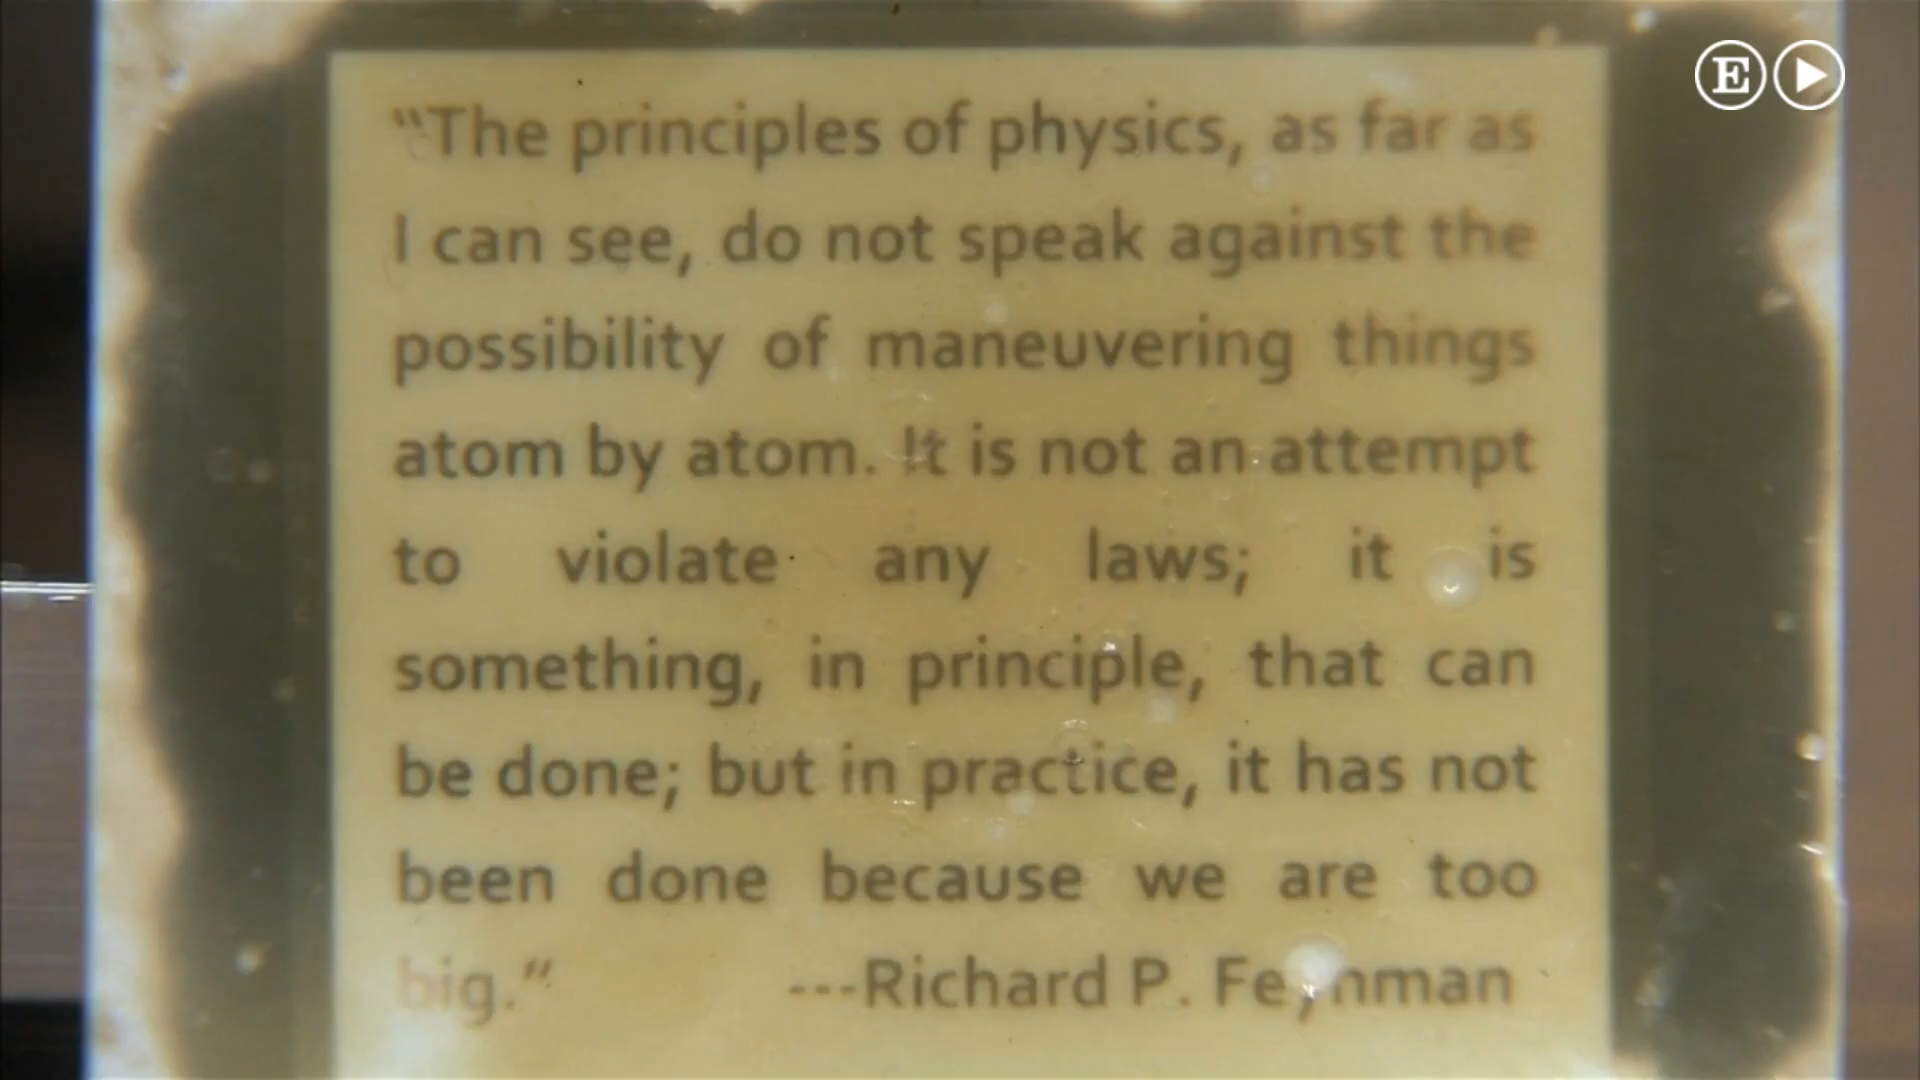 E
“The principles of physics, as far as
I can see, do not speak against the
possibility of maneuvering things
atom by atom. It is not an attempt
to violate any laws; it is
something, in principle, that can
be done; but in practice, it has not
been done because we are too
big.” ---Richard P. Feynman